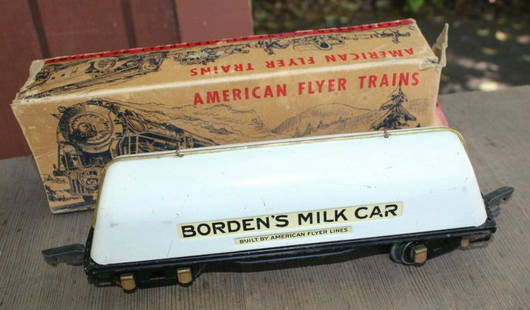 AMERICAN FLYER TRAINS
AMERICAN FLYER TRAINS
BORDEN'S MILK CAR
BUILT BY AMERICAN FLYER LINES